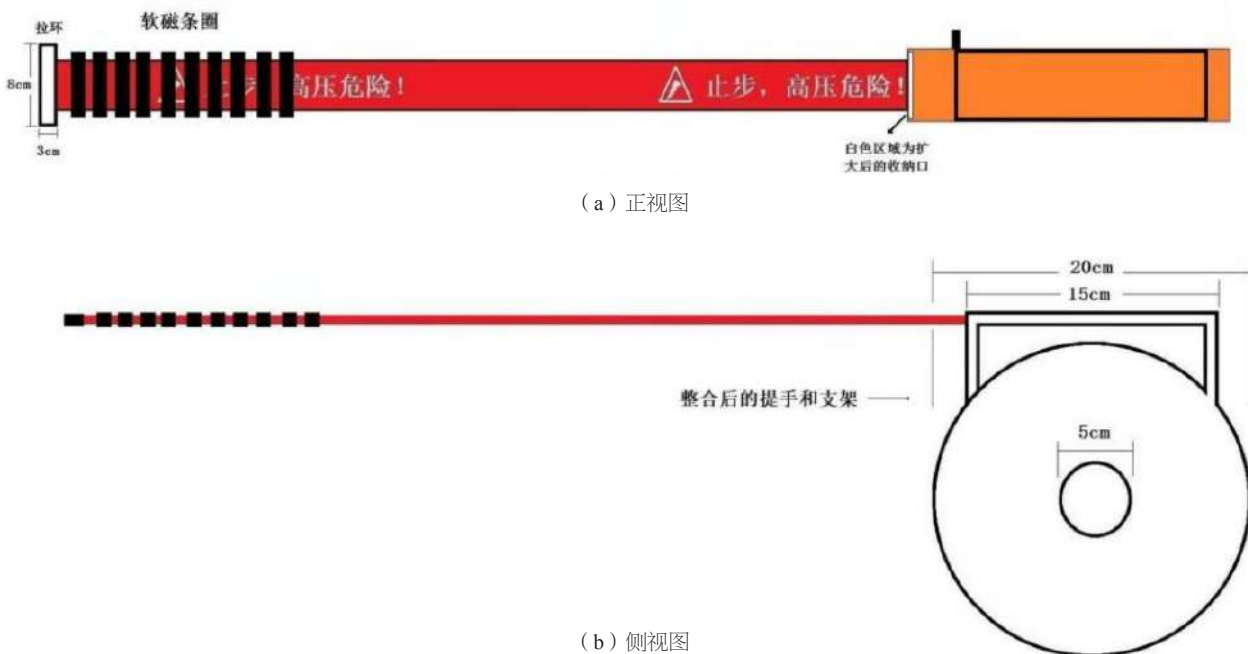 拉环
软磁条圈
8cm
3cm
止步，高压危险！
止步，高压危险！
白色区域为扩
大后的收纳口
（a）正视图
20cm
15cm
整合后的提手和支架
5cm
（b）侧视图